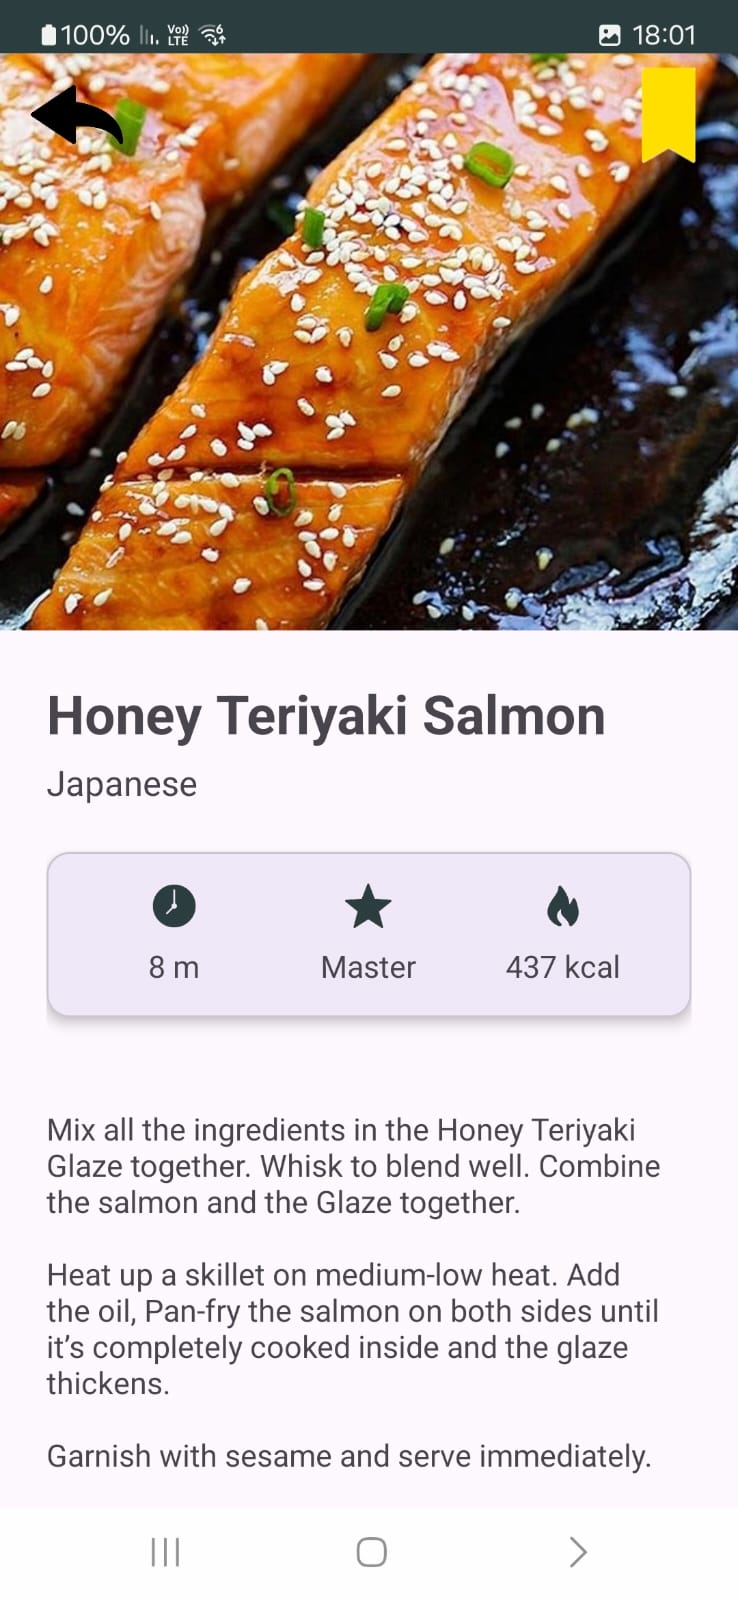 100% Vo)) LTE 6 18:01
Honey Teriyaki Salmon
Japanese
8 m Master 437 kcal
Mix all the ingredients in the Honey Teriyaki
Glaze together. Whisk to blend well. Combine
the salmon and the Glaze together.
Heat up a skillet on medium-low heat. Add
the oil, Pan-fry the salmon on both sides until
it’s completely cooked inside and the glaze
thickens.
Garnish with sesame and serve immediately.